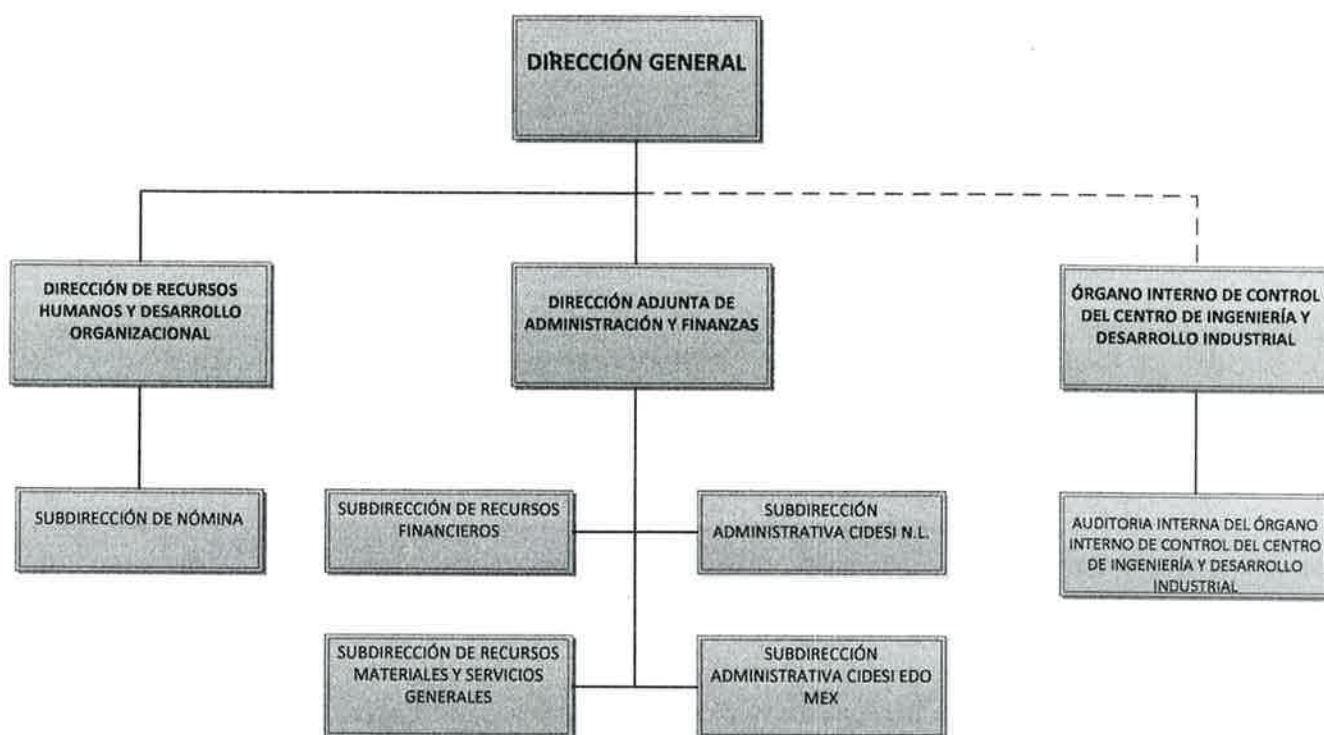 DIRECCIÓN GENERAL
DIRECCIÓN DE RECURSOS
HUMANOS Y DESARROLLO
ORGANIZACIONAL
DIRECCIÓN ADJUNTA DE
ADMINISTRACIÓN Y FINANZAS
ÓRGANO INTERNO DE CONTROL
DEL CENTRO DE INGENIERÍA Y
DESARROLLO INDUSTRIAL
SUBDIRECCIÓN DE NÓMINA
SUBDIRECCIÓN DE RECURSOS
FINANCIEROS
SUBDIRECCIÓN
ADMINISTRATIVA CIDESI N.L.
AUDITORIA INTERNA DEL ÓRGANO
INTERNO DE CONTROL DEL CENTRO
DE INGENIERÍA Y DESARROLLO
INDUSTRIAL
SUBDIRECCIÓN DE RECURSOS
MATERIALES Y SERVICIOS
GENERALES
SUBDIRECCIÓN
ADMINISTRATIVA CIDESI EDO
MEX